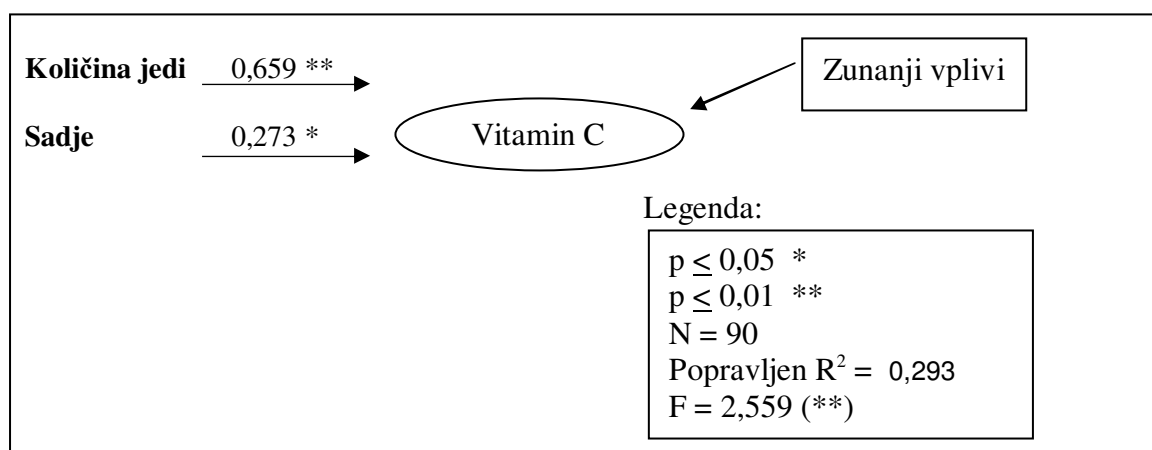 Količina jedi 0,659 **
Zunanji vplivi
Sadje 0,273 *
Vitamin C
Legenda:
p ≤ 0,05 *
p ≤ 0,01 **
N = 90
Popravljen R² = 0,293
F = 2,559 (**)